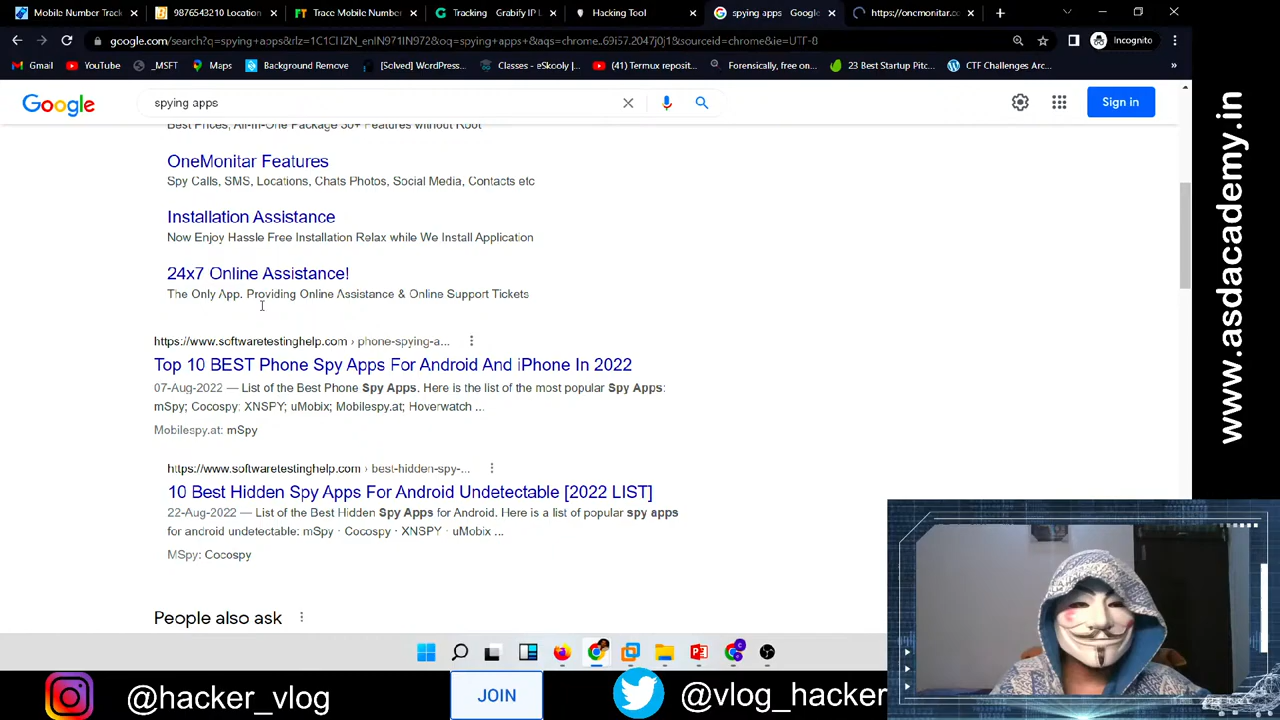 Mobile Number Track
9876543210 Location
Trace Mobile Number
Tracking - Grabify IP L
Hacking Tool
spying apps - Google
https://onemonitar.co
google.com/search?q=spying+apps&rlz=1C1CHZN_enIN971IN972&oq=spying+apps+&aqs=chrome..69i57.2047j0j1&sourceid=chrome&ie=UTF-8
Incognito
Gmail
YouTube
_MSFT
Maps
Background Remove
[Solved] WordPress...
Classes - eSkooly |...
(41) Termux reposit...
Forensically, free on...
23 Best Startup Pitc...
CTF Challenges Arc...
»
Google
spying apps
Sign in
Best Prices, All-In-One Package 30+ Features without Root
OneMonitar Features
Spy Calls, SMS, Locations, Chats Photos, Social Media, Contacts etc
Installation Assistance
Now Enjoy Hassle Free Installation Relax while We Install Application
24x7 Online Assistance!
The Only App. Providing Online Assistance & Online Support Tickets
https://www.softwaretestinghelp.com › phone-spying-a...
Top 10 BEST Phone Spy Apps For Android And iPhone In 2022
07-Aug-2022 — List of the Best Phone Spy Apps. Here is the list of the most popular Spy Apps:
mSpy; Cocospy; XNSPY; uMobix; Mobilespy.at; Hoverwatch ...
Mobilespy.at: mSpy
https://www.softwaretestinghelp.com › best-hidden-spy-...
10 Best Hidden Spy Apps For Android Undetectable [2022 LIST]
22-Aug-2022 — List of the Best Hidden Spy Apps for Android. Here is a list of popular spy apps
for android undetectable: mSpy · Cocospy · XNSPY · uMobix ...
MSpy: Cocospy
People also ask
www.asdacademy.in
@hacker_vlog
JOIN
@vlog_hacker